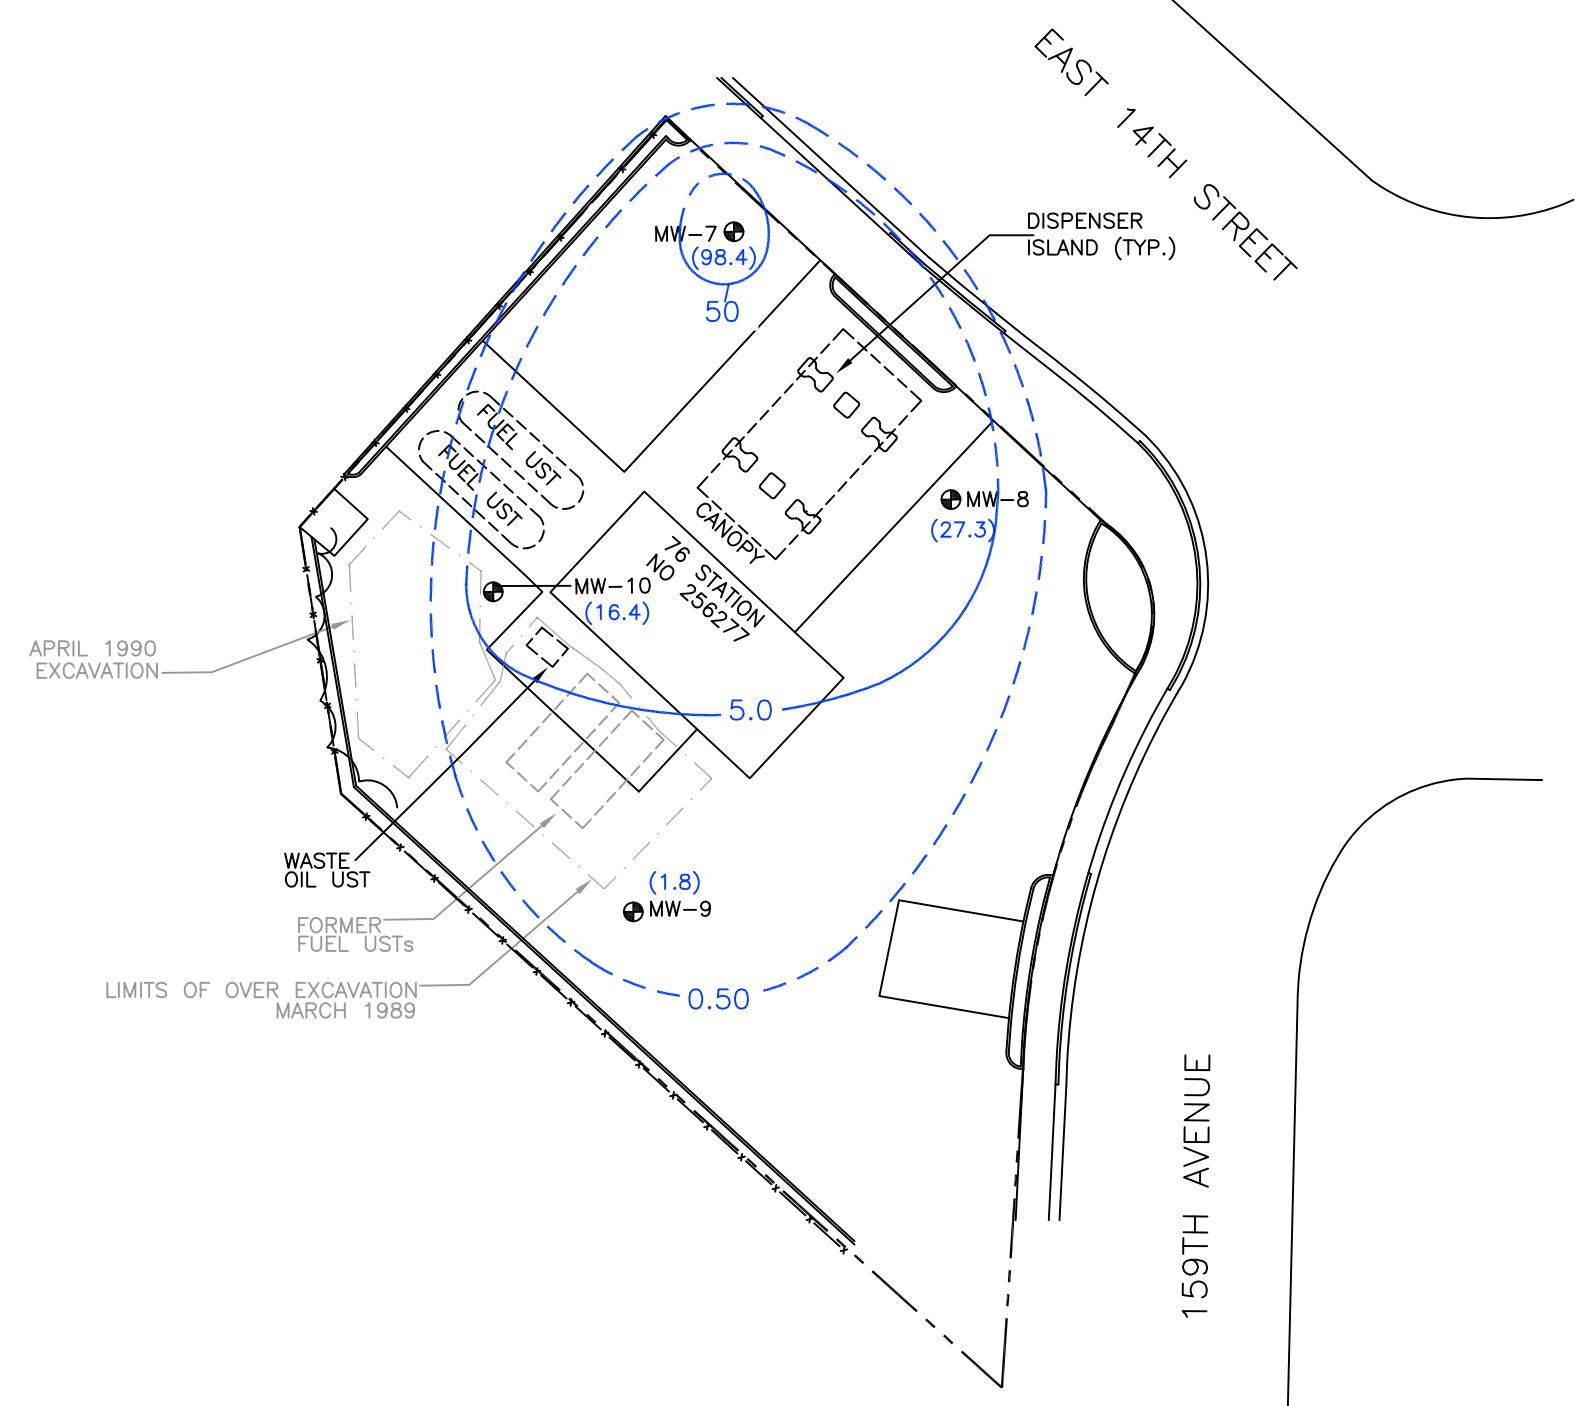 EAST 14TH STREET
DISPENSER
ISLAND (TYP.)
MW-7
(98.4)
50
FUEL UST
FUEL UST
CANOPY
MW-8
(27.3)
76 STATION
NO 256277
MW-10
(16.4)
APRIL 1990
EXCAVATION
5.0
WASTE
OIL UST
(1.8)
MW-9
FORMER
FUEL USTs
LIMITS OF OVER EXCAVATION
MARCH 1989
0.50
159TH AVENUE